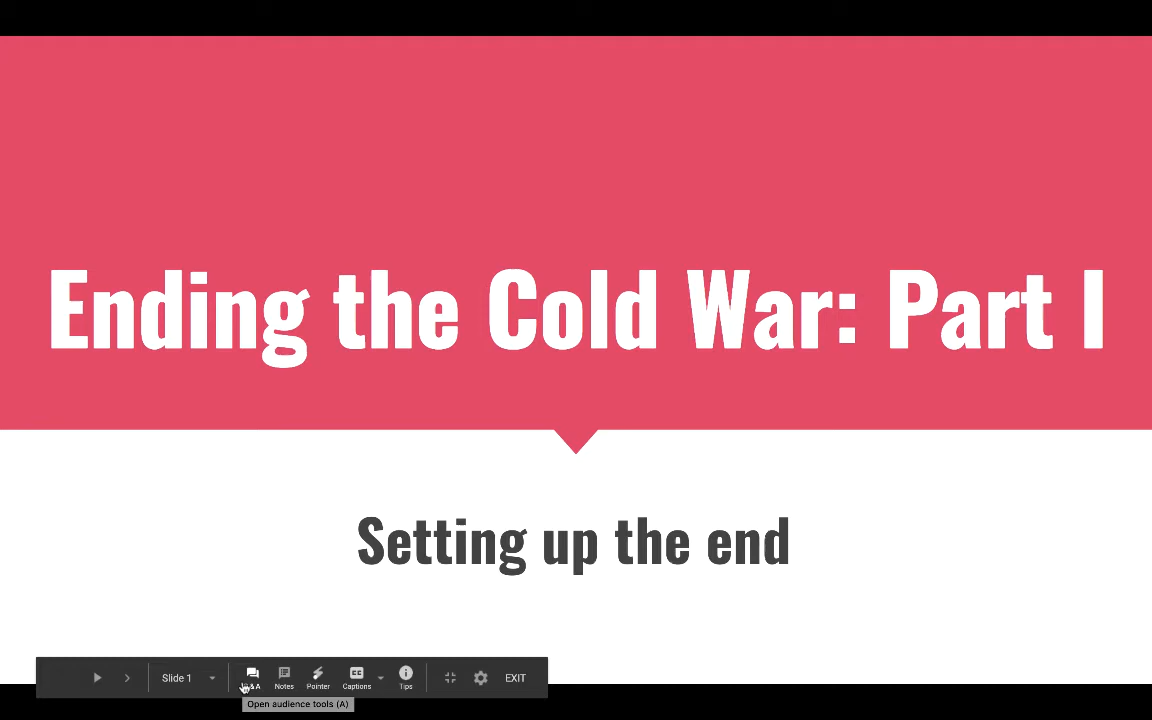 Ending the Cold War: Part I
Setting up the end
Slide 1
Q&A
Notes
Pointer
Captions
Tips
EXIT
Open audience tools (A)